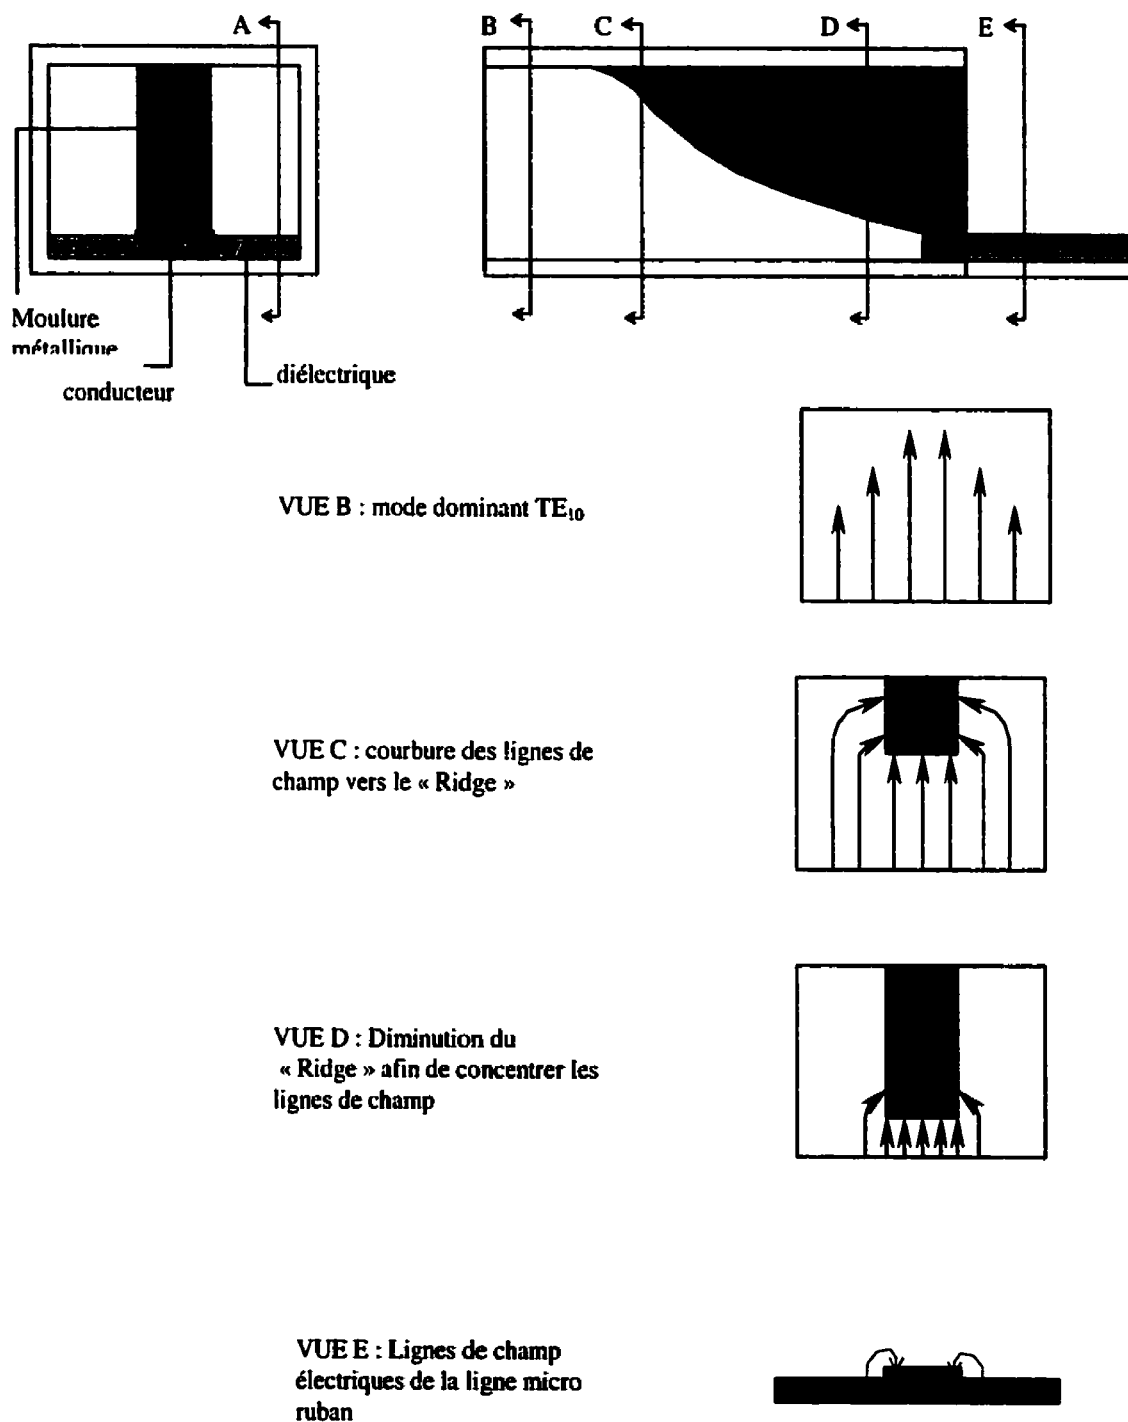 A
B
C
D
E
Moulure
métallique
conducteur
diélectrique
VUE B : mode dominant TE₁₀
VUE C : courbure des lignes de
champ vers le « Ridge »
VUE D : Diminution du
« Ridge » afin de concentrer les
lignes de champ
VUE E : Lignes de champ
électriques de la ligne micro
ruban